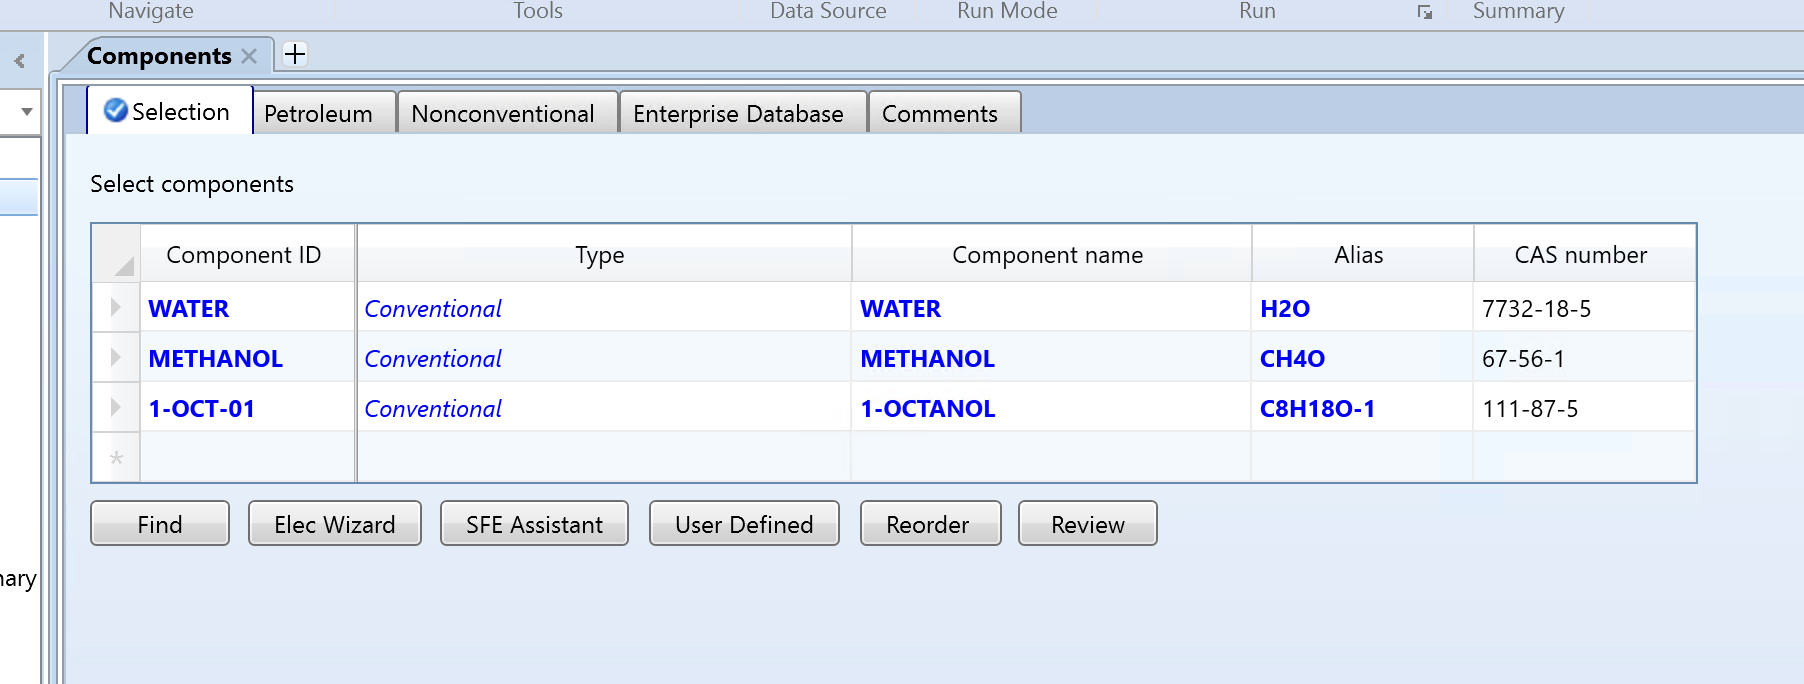 Navigate Tools Data Source Run Mode Run Summary
Components
Selection Petroleum Nonconventional Enterprise Database Comments
Select components
Component ID Type Component name Alias CAS number
WATER Conventional WATER H2O 7732-18-5
METHANOL Conventional METHANOL CH4O 67-56-1
1-OCT-01 Conventional 1-OCTANOL C8H18O-1 111-87-5
*
Find Elec Wizard SFE Assistant User Defined Reorder Review